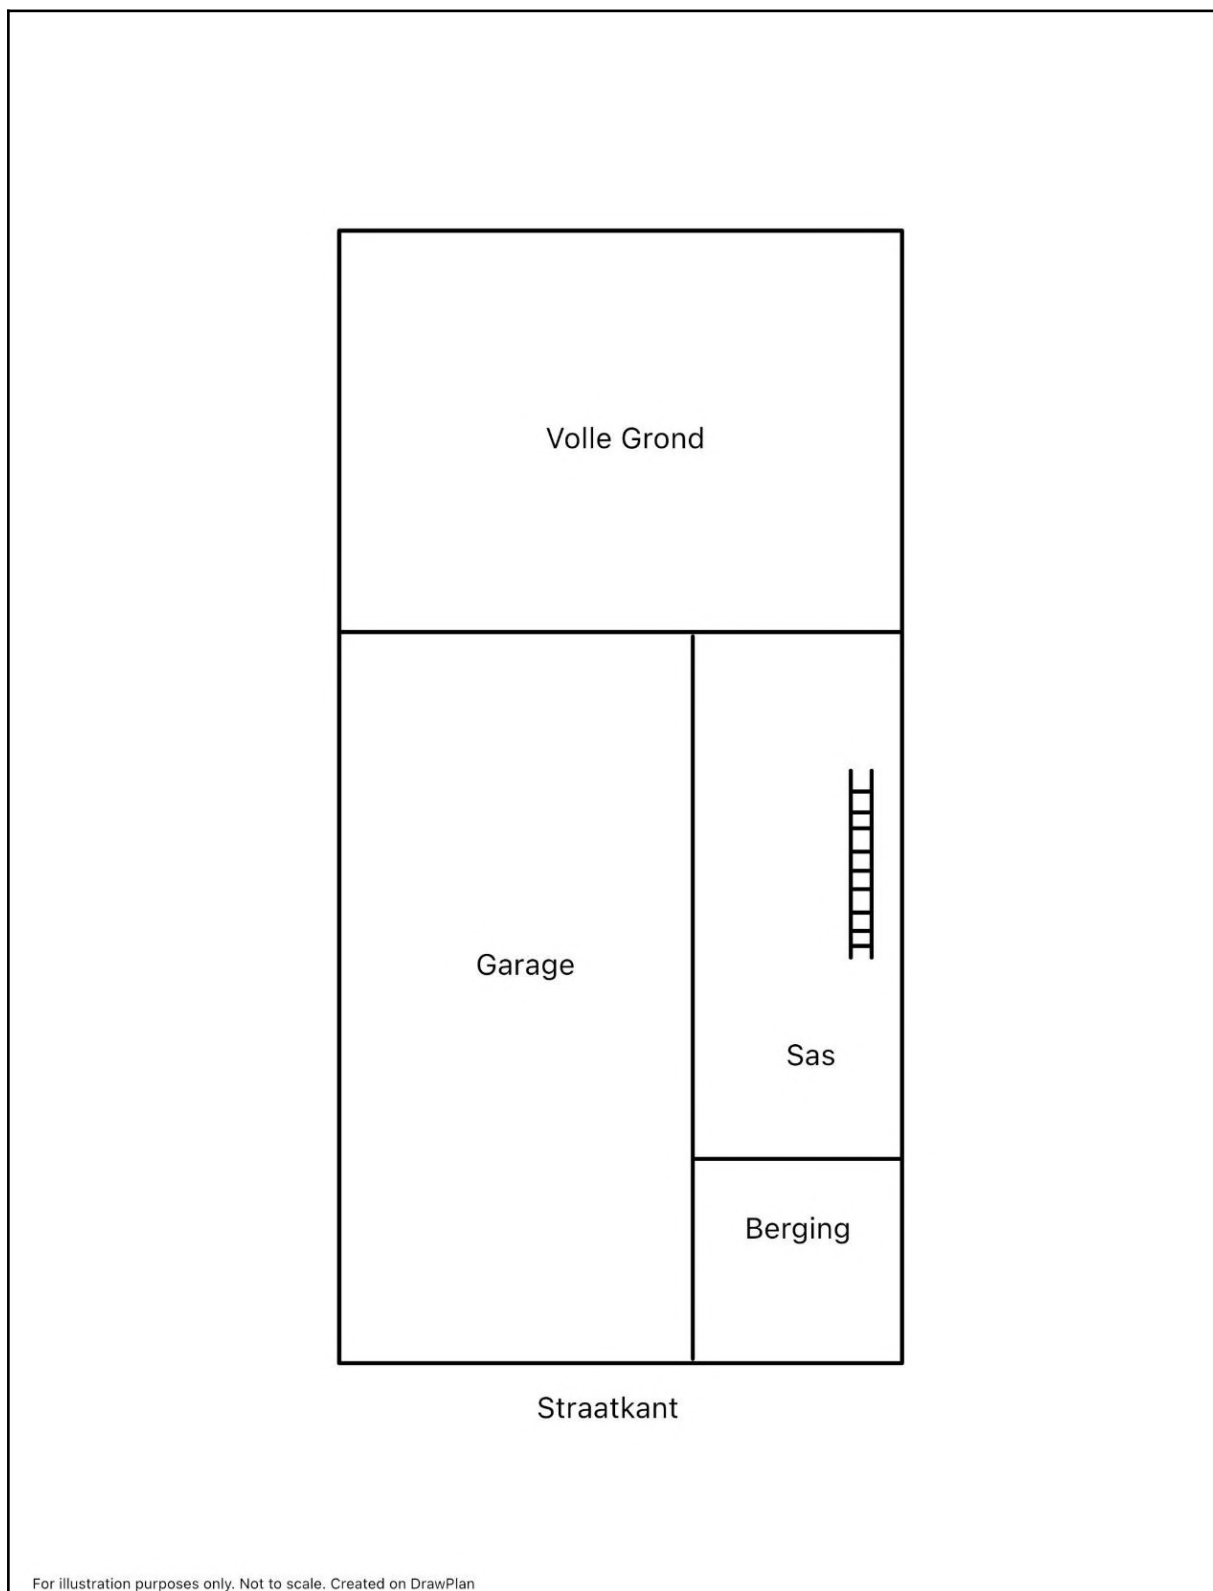 Volle Grond
Garage
Sas
Berging
Straatkant
For illustration purposes only. Not to scale. Created on DrawPlan